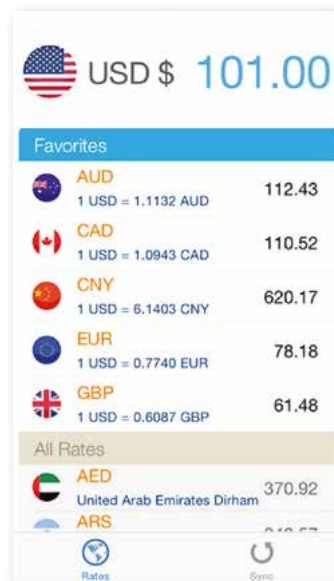 USD $ 101.00
Favorites
AUD
1 USD = 1.1132 AUD 112.43
CAD
1 USD = 1.0943 CAD 110.52
CNY
1 USD = 6.1403 CNY 620.17
EUR
1 USD = 0.7740 EUR 78.18
GBP
1 USD = 0.6087 GBP 61.48
All Rates
AED
United Arab Emirates Dirham 370.92
ARS
Rates Sync